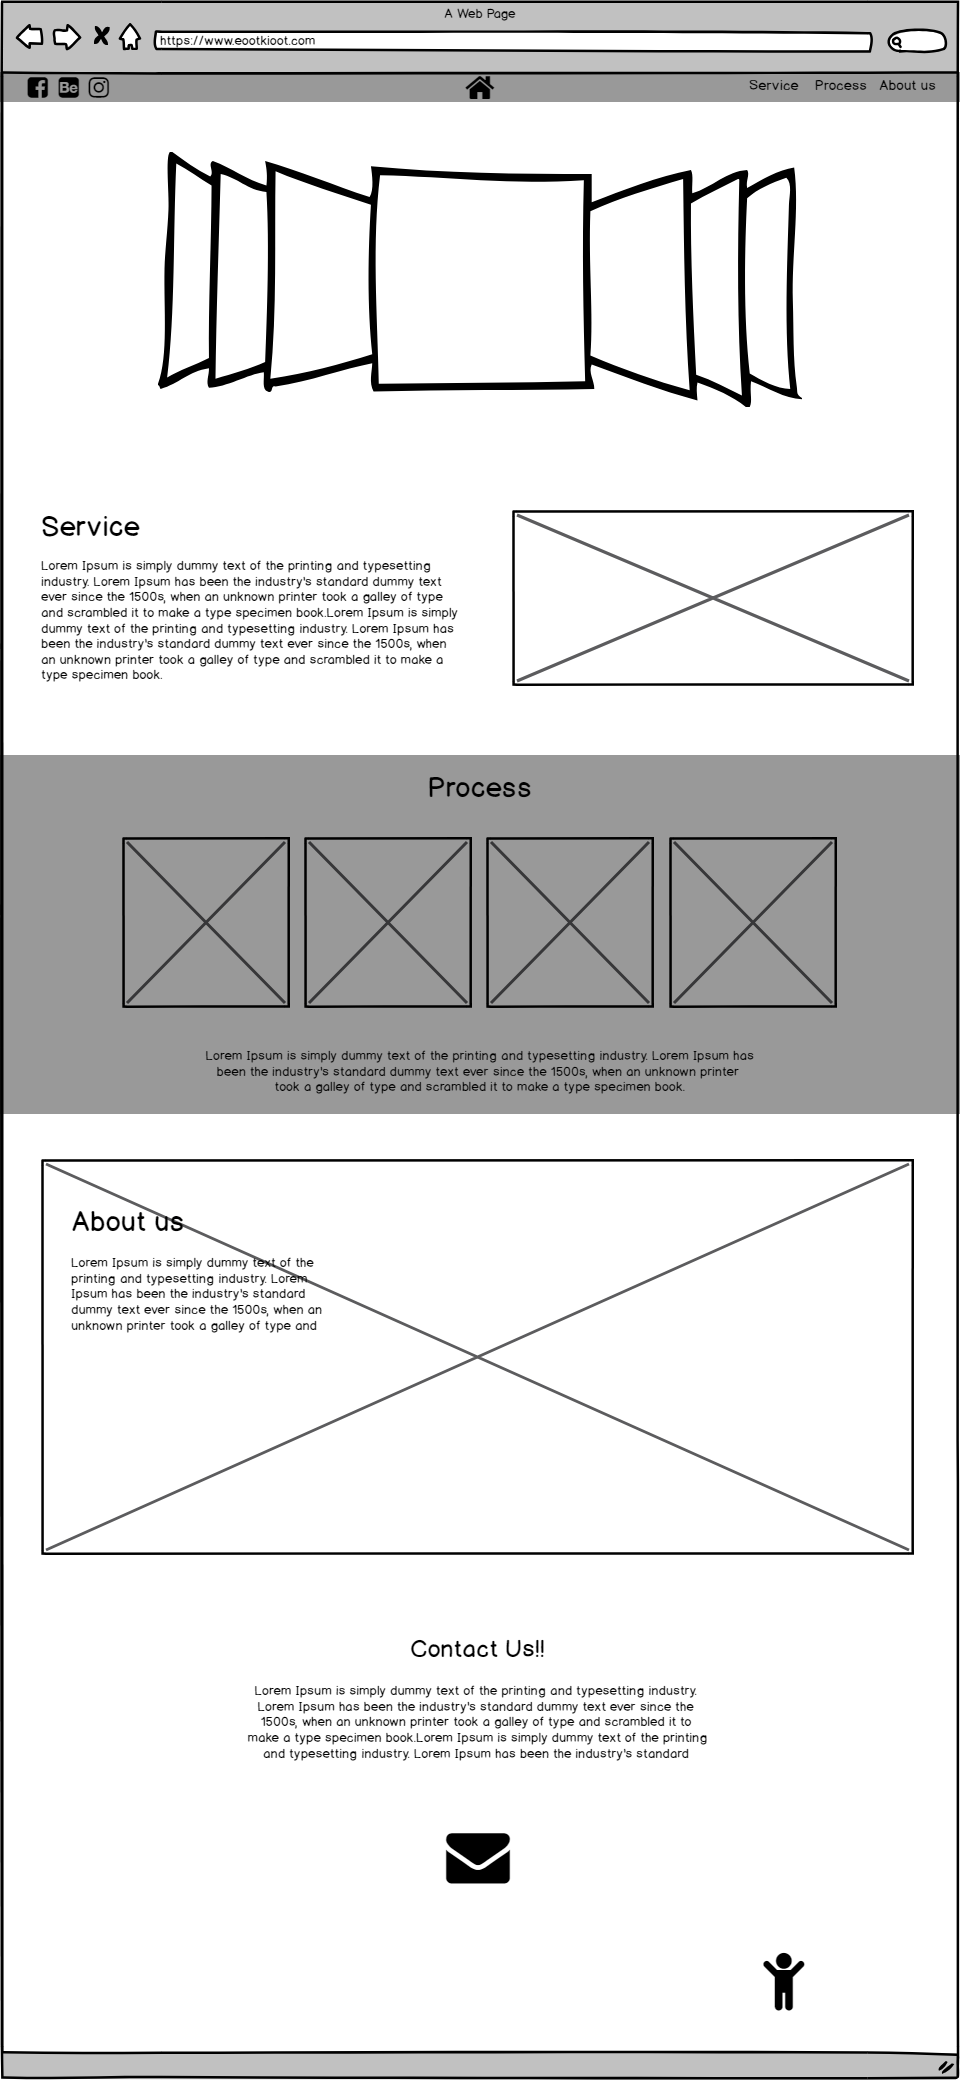 A Web Page
https://www.eootkioot.com
Be
Service Process About us
Service
Lorem Ipsum is simply dummy text of the printing and typesetting
industry. Lorem Ipsum has been the industry's standard dummy text
ever since the 1500s, when an unknown printer took a galley of type
and scrambled it to make a type specimen book.Lorem Ipsum is simply
dummy text of the printing and typesetting industry. Lorem Ipsum has
been the industry's standard dummy text ever since the 1500s, when
an unknown printer took a galley of type and scrambled it to make a
type specimen book.
Process
Lorem Ipsum is simply dummy text of the printing and typesetting industry. Lorem Ipsum has
been the industry's standard dummy text ever since the 1500s, when an unknown printer
took a galley of type and scrambled it to make a type specimen book.
About us
Lorem Ipsum is simply dummy text of the
printing and typesetting industry. Lorem
Ipsum has been the industry's standard
dummy text ever since the 1500s, when an
unknown printer took a galley of type and
Contact Us!!
Lorem Ipsum is simply dummy text of the printing and typesetting industry.
Lorem Ipsum has been the industry's standard dummy text ever since the
1500s, when an unknown printer took a galley of type and scrambled it to
make a type specimen book.Lorem Ipsum is simply dummy text of the printing
and typesetting industry. Lorem Ipsum has been the industry's standard